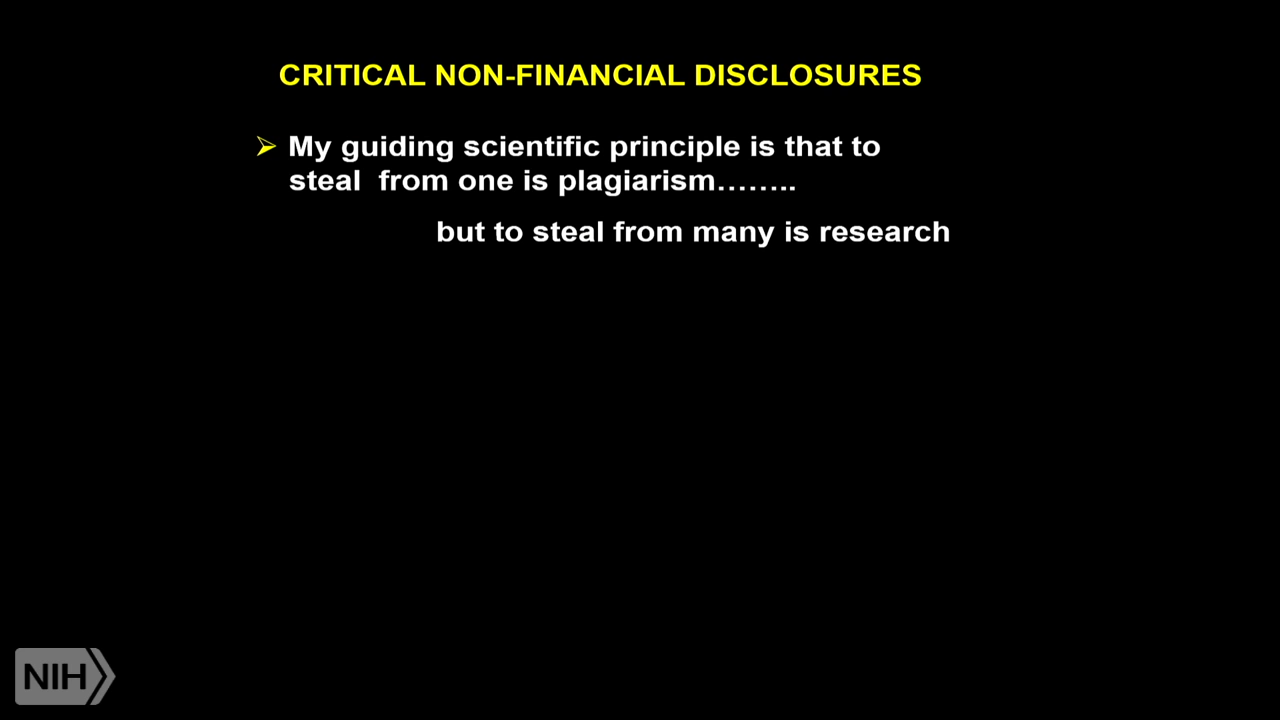 CRITICAL NON-FINANCIAL DISCLOSURES
My guiding scientific principle is that to
steal from one is plagiarism……..
but to steal from many is research
NIH